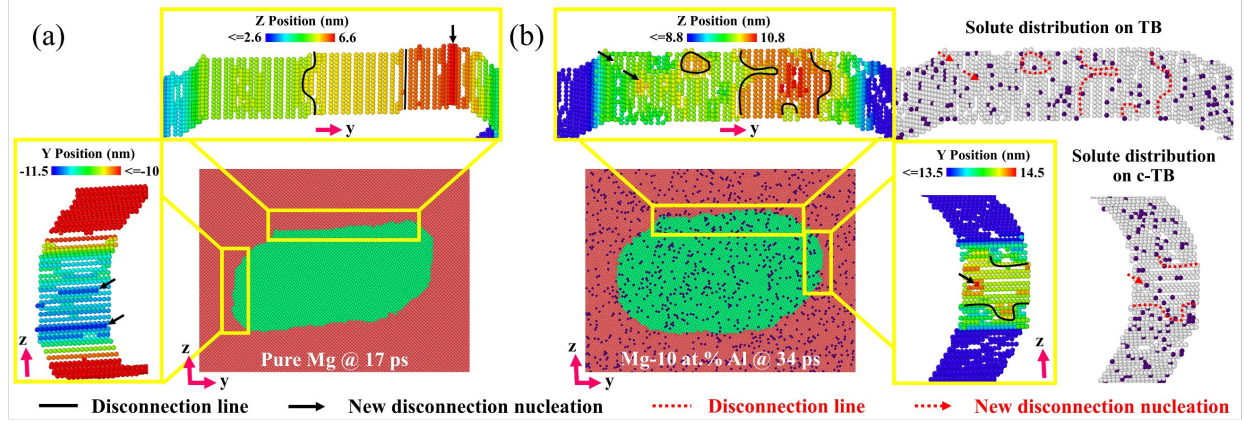 (a)
Z Position (nm)
<=2.6 6.6
y
Y Position (nm)
-11.5 <=-10
z
Pure Mg @ 17 ps
z
y
(b)
Z Position (nm)
<=8.8 10.8
y
Solute distribution on TB
Mg-10 at.% Al @ 34 ps
z
y
Y Position (nm)
<=13.5 14.5
z
Solute distribution
on c-TB
z
Disconnection line
New disconnection nucleation
Disconnection line
New disconnection nucleation